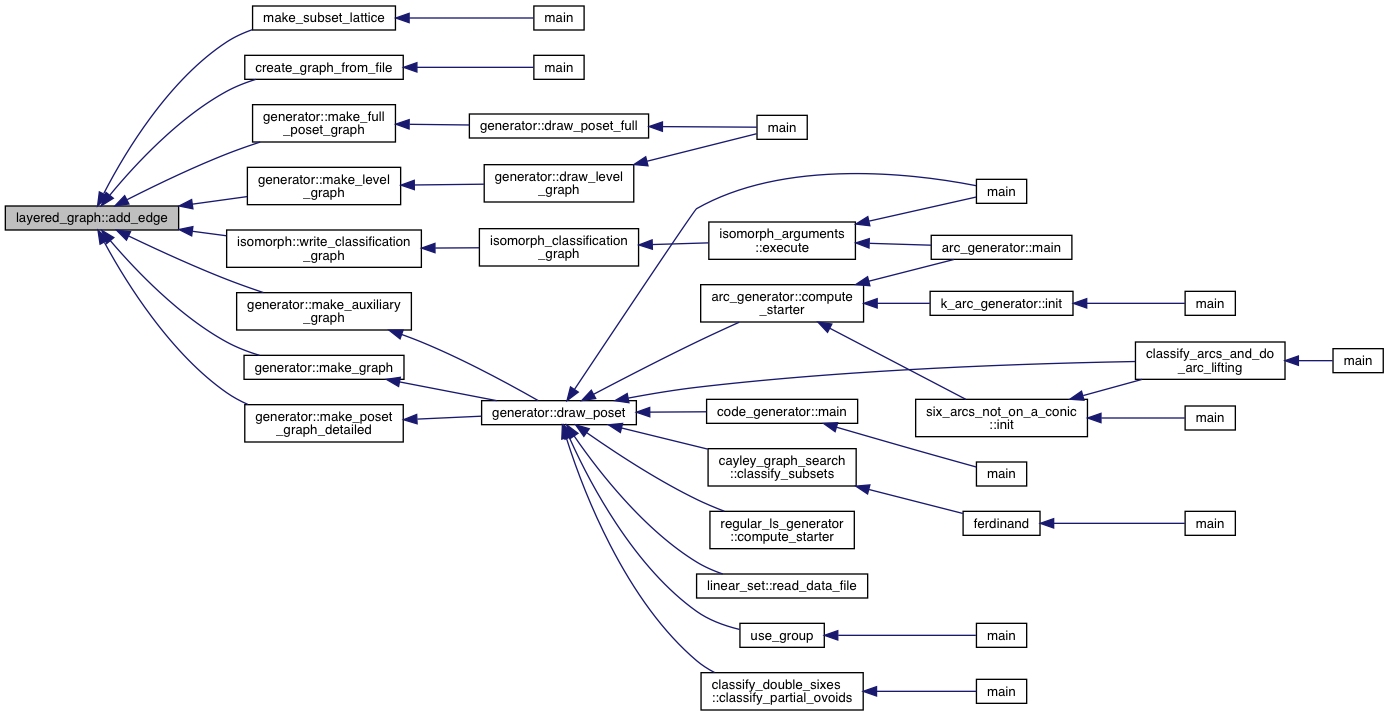 make_subset_lattice
main
create_graph_from_file
main
generator::make_full
_poset_graph
generator::draw_poset_full
main
generator::make_level
_graph
generator::draw_level
_graph
main
layered_graph::add_edge
isomorph::write_classification
_graph
isomorph_classification
_graph
isomorph_arguments
::execute
arc_generator::main
generator::make_auxiliary
_graph
arc_generator::compute
_starter
k_arc_generator::init
main
generator::make_graph
classify_arcs_and_do
_arc_lifting
main
generator::make_poset
_graph_detailed
generator::draw_poset
code_generator::main
six_arcs_not_on_a_conic
::init
main
cayley_graph_search
::classify_subsets
main
regular_ls_generator
::compute_starter
ferdinand
main
linear_set::read_data_file
use_group
main
classify_double_sixes
::classify_partial_ovoids
main